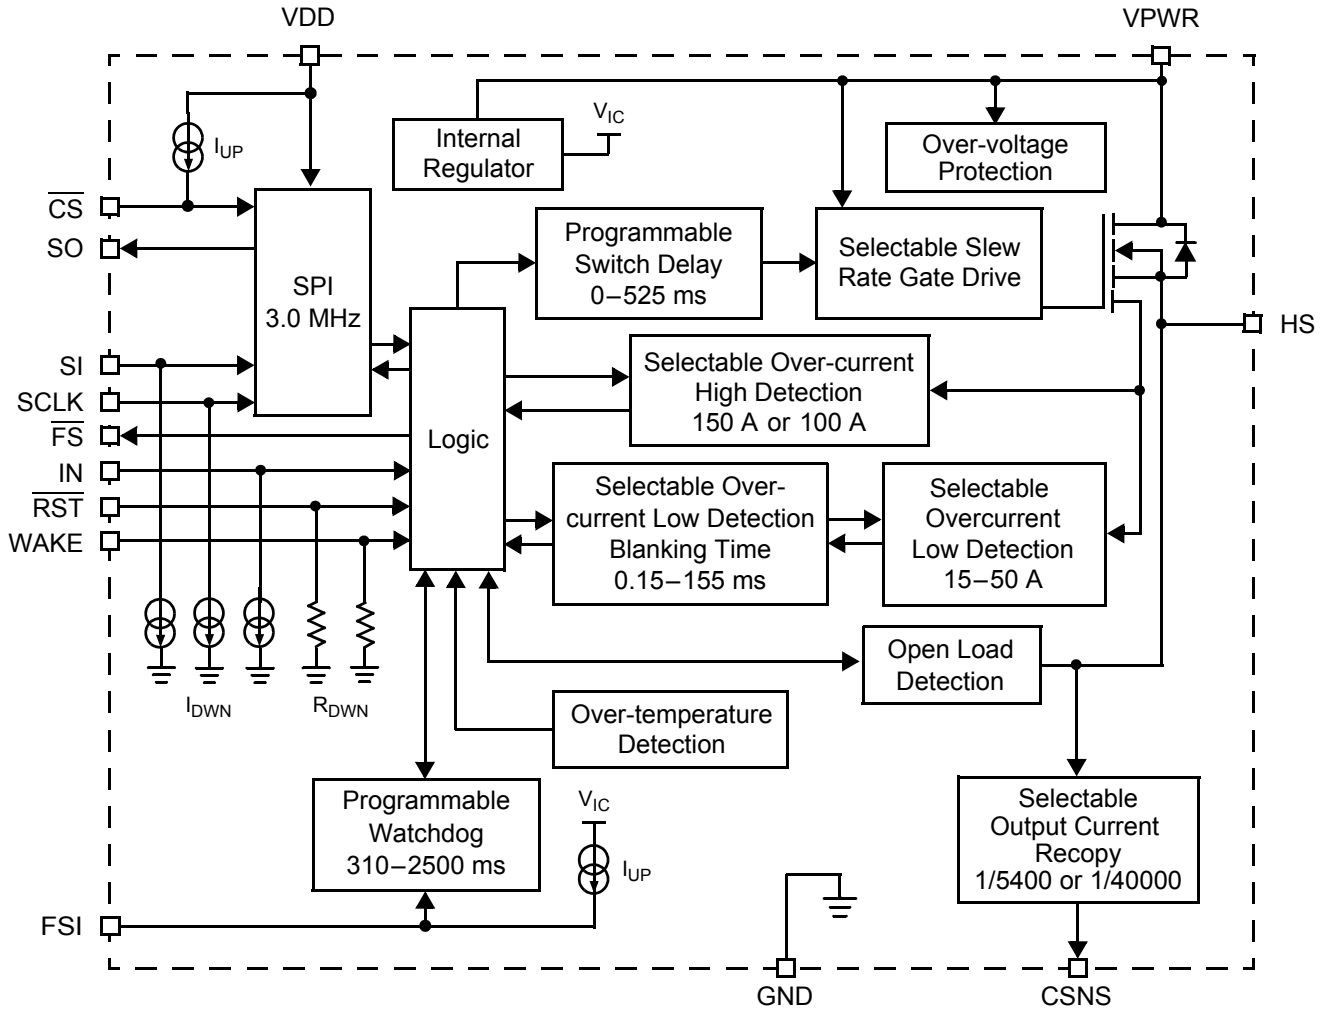 VDD
VPWR
IUP
VIC
Internal
Regulator
Over-voltage
Protection
CS
SO
SPI
3.0 MHz
Programmable
Switch Delay
0–525 ms
Selectable Slew
Rate Gate Drive
HS
SI
SCLK
FS
IN
RST
WAKE
Logic
Selectable Over-current
High Detection
150 A or 100 A
Selectable Over-
current Low Detection
Blanking Time
0.15–155 ms
Selectable
Overcurrent
Low Detection
15–50 A
IDWN
RDWN
Open Load
Detection
Over-temperature
Detection
Programmable
Watchdog
310–2500 ms
VIC
IUP
Selectable
Output Current
Recopy
1/5400 or 1/40000
FSI
GND
CSNS